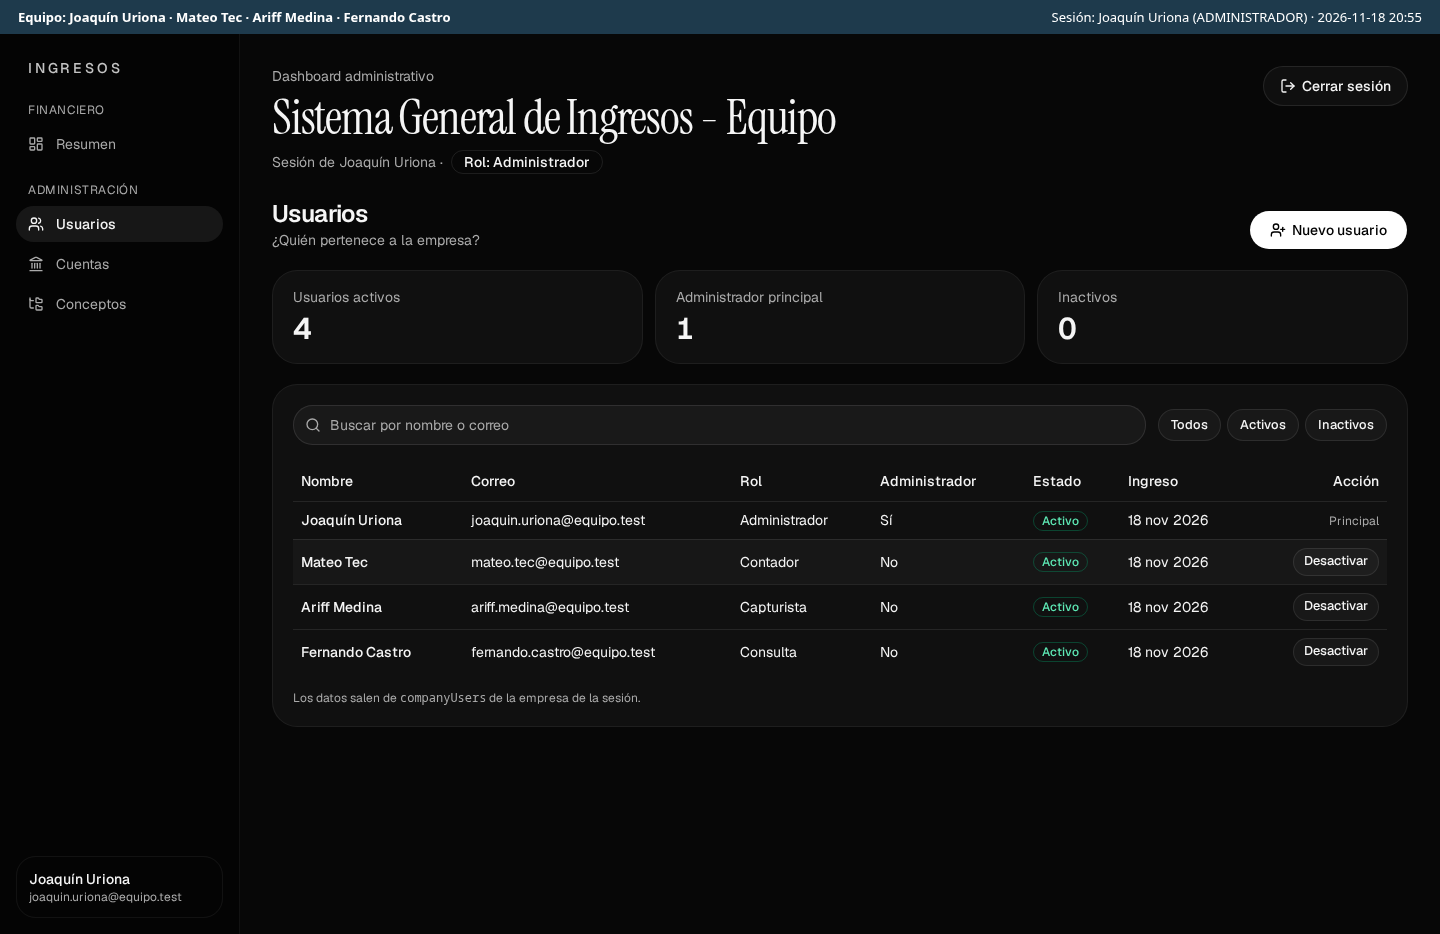 Equipo: Joaquín Uriona · Mateo Tec · Ariff Medina · Fernando Castro
Sesión: Joaquín Uriona (ADMINISTRADOR) · 2026-11-18 20:55
INGRESOS
FINANCIERO
Resumen
ADMINISTRACIÓN
Usuarios
Cuentas
Conceptos
Joaquín Uriona
joaquin.uriona@equipo.test
Dashboard administrativo
Cerrar sesión
Sistema General de Ingresos - Equipo
Sesión de Joaquín Uriona · Rol: Administrador
Usuarios
¿Quién pertenece a la empresa?
Nuevo usuario
Usuarios activos
4
Administrador principal
1
Inactivos
0
Buscar por nombre o correo
Todos Activos Inactivos
Nombre Correo Rol Administrador Estado Ingreso Acción
Joaquín Uriona joaquin.uriona@equipo.test Administrador Sí Activo 18 nov 2026 Principal
Mateo Tec mateo.tec@equipo.test Contador No Activo 18 nov 2026 Desactivar
Ariff Medina ariff.medina@equipo.test Capturista No Activo 18 nov 2026 Desactivar
Fernando Castro fernando.castro@equipo.test Consulta No Activo 18 nov 2026 Desactivar
Los datos salen de companyUsers de la empresa de la sesión.